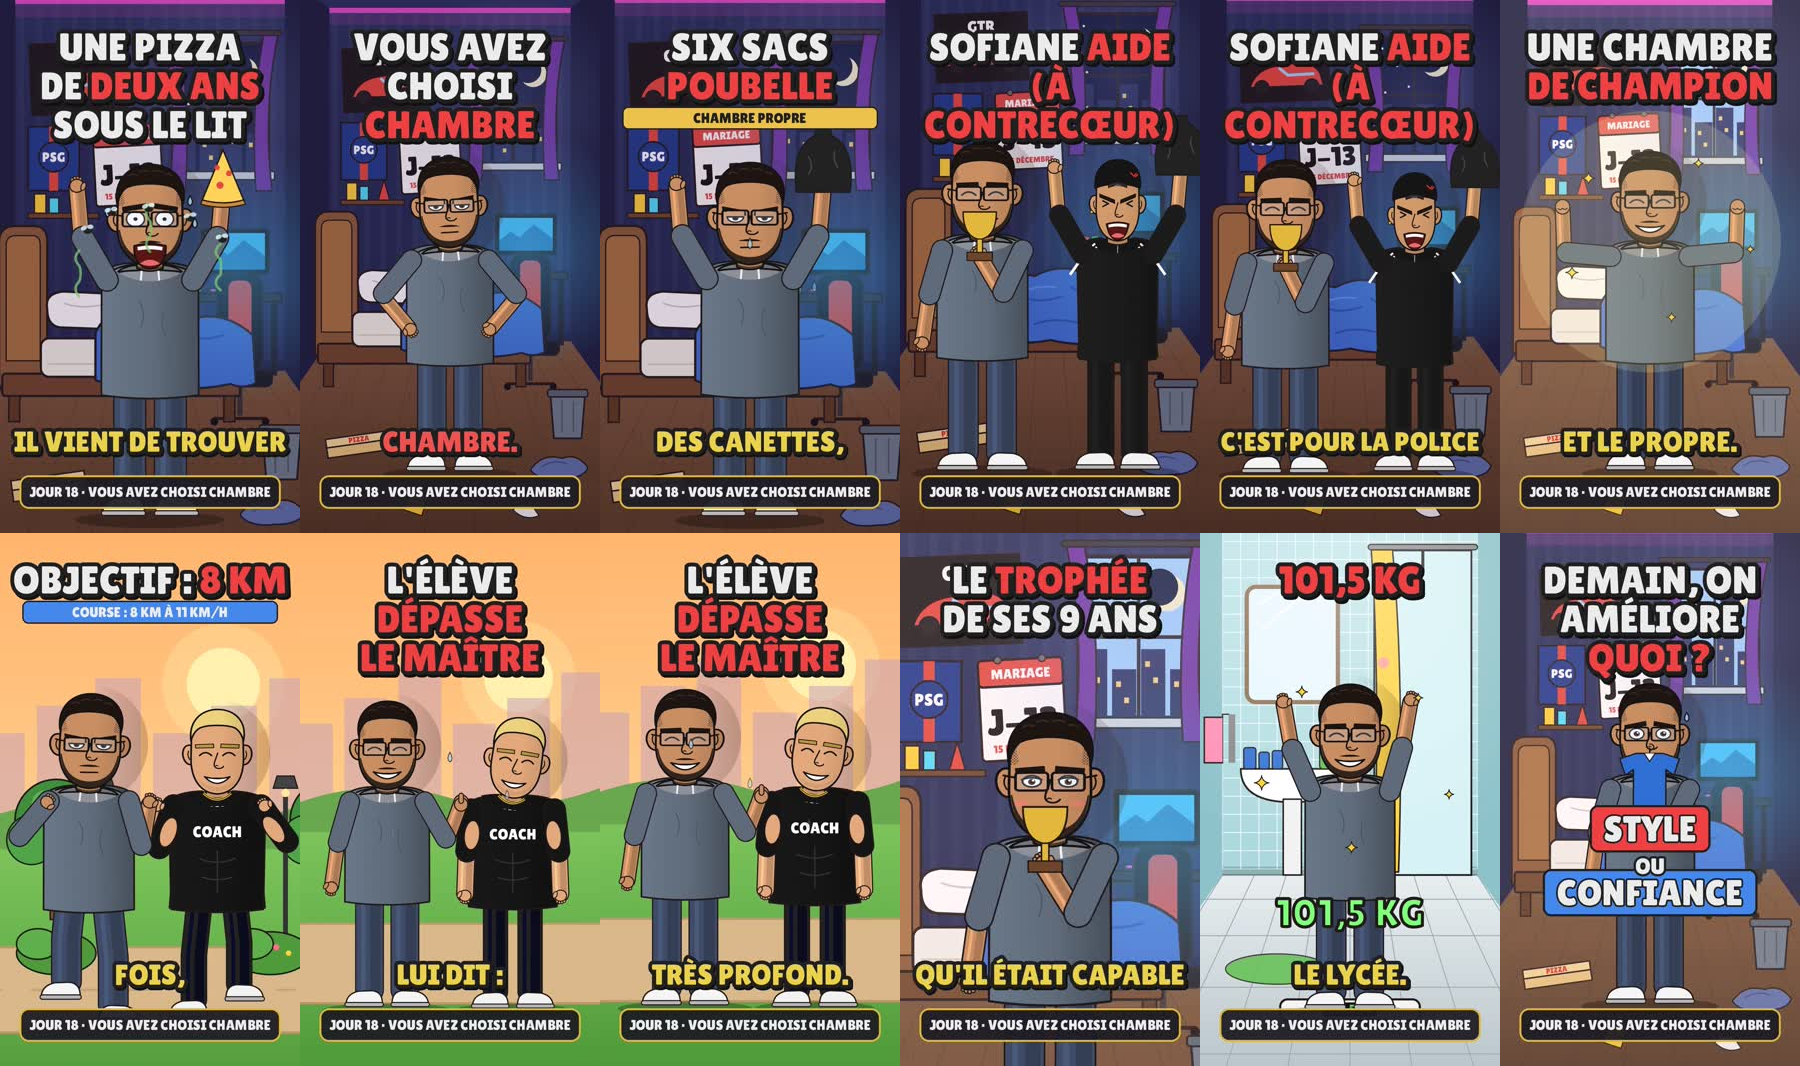 UNE PIZZA
DE DEUX ANS
SOUS LE LIT
PSG
J-
15
IL VIENT DE TROUVER
JOUR 18 · VOUS AVEZ CHOISI CHAMBRE
VOUS AVEZ
CHOISI
CHAMBRE
PSG
J-
15
PIZZA
CHAMBRE.
JOUR 18 · VOUS AVEZ CHOISI CHAMBRE
SIX SACS
POUBELLE
CHAMBRE PROPRE
MARIAGE
PSG
J-
15
DES CANETTES,
JOUR 18 · VOUS AVEZ CHOISI CHAMBRE
GTR
SOFIANE AIDE
(À
CONTRECŒUR)
DÉCEMBRE
JOUR 18 · VOUS AVEZ CHOISI CHAMBRE
SOFIANE AIDE
(À
CONTRECŒUR)
J-13
DÉCEMBRE
C'EST POUR LA POLICE
JOUR 18 · VOUS AVEZ CHOISI CHAMBRE
UNE CHAMBRE
DE CHAMPION
MARIAGE
PSG
J-
15
ET LE PROPRE.
JOUR 18 · VOUS AVEZ CHOISI CHAMBRE
OBJECTIF : 8 KM
COURSE : 8 KM À 11 KM/H
COACH
FOIS,
JOUR 18 · VOUS AVEZ CHOISI CHAMBRE
L'ÉLÈVE
DÉPASSE
LE MAÎTRE
COACH
LUI DIT :
JOUR 18 · VOUS AVEZ CHOISI CHAMBRE
L'ÉLÈVE
DÉPASSE
LE MAÎTRE
COACH
TRÈS PROFOND.
JOUR 18 · VOUS AVEZ CHOISI CHAMBRE
LE TROPHÉE
DE SES 9 ANS
MARIAGE
PSG
J-
15
QU'IL ÉTAIT CAPABLE
JOUR 18 · VOUS AVEZ CHOISI CHAMBRE
101,5 KG
101,5 KG
LE LYCÉE.
JOUR 18 · VOUS AVEZ CHOISI CHAMBRE
DEMAIN, ON
AMÉLIORE
QUOI ?
PSG
15
STYLE
OU
CONFIANCE
PIZZA
JOUR 18 · VOUS AVEZ CHOISI CHAMBRE